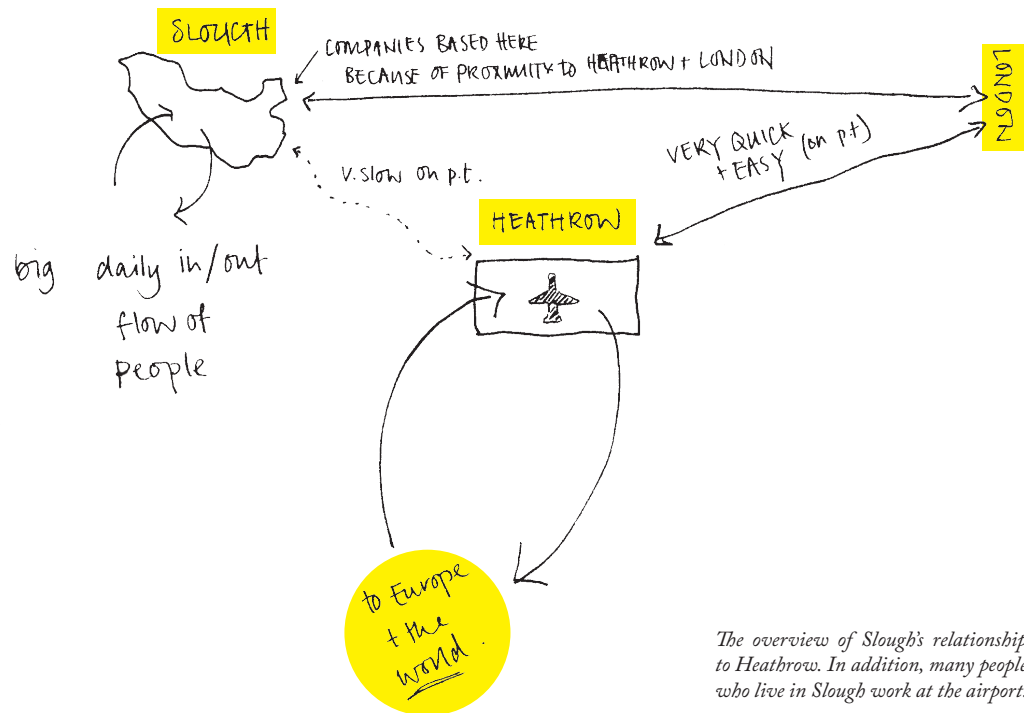 SLOUGH
COMPANIES BASED HERE
BECAUSE OF PROXIMITY TO HEATHROW + LONDON
LONDON
VERY QUICK
+ EASY (on p.t)
v. slow on p.t.
HEATHROW
big daily in/out
flow of
people
to Europe
+ the
world.
The overview of Slough's relationship
to Heathrow. In addition, many people
who live in Slough work at the airport.